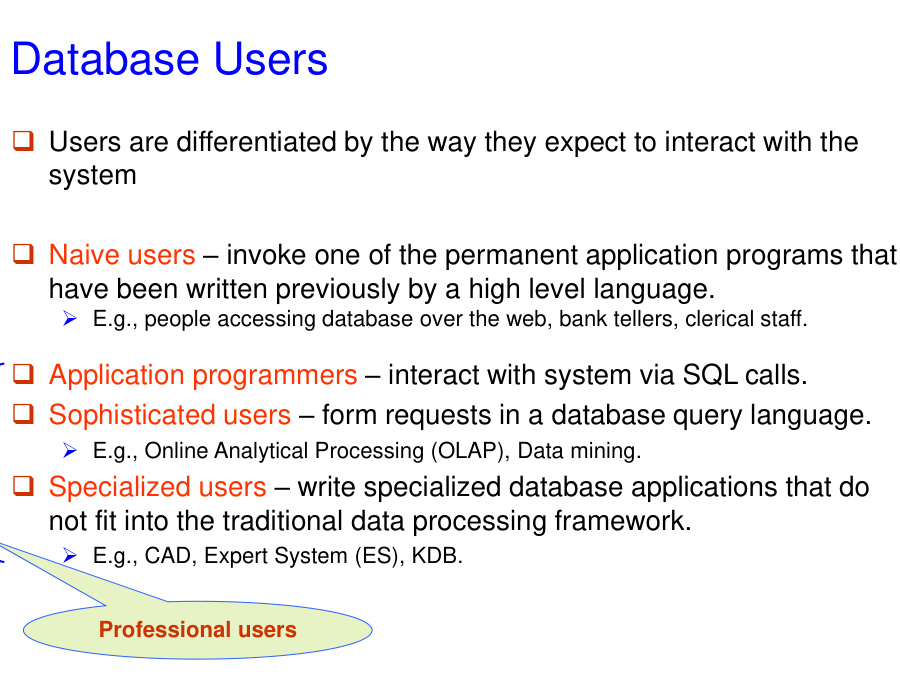 Database Users
Users are differentiated by the way they expect to interact with the
system
Naive users – invoke one of the permanent application programs that
have been written previously by a high level language.
E.g., people accessing database over the web, bank tellers, clerical staff.
Application programmers – interact with system via SQL calls.
Sophisticated users – form requests in a database query language.
E.g., Online Analytical Processing (OLAP), Data mining.
Specialized users – write specialized database applications that do
not fit into the traditional data processing framework.
E.g., CAD, Expert System (ES), KDB.
Professional users